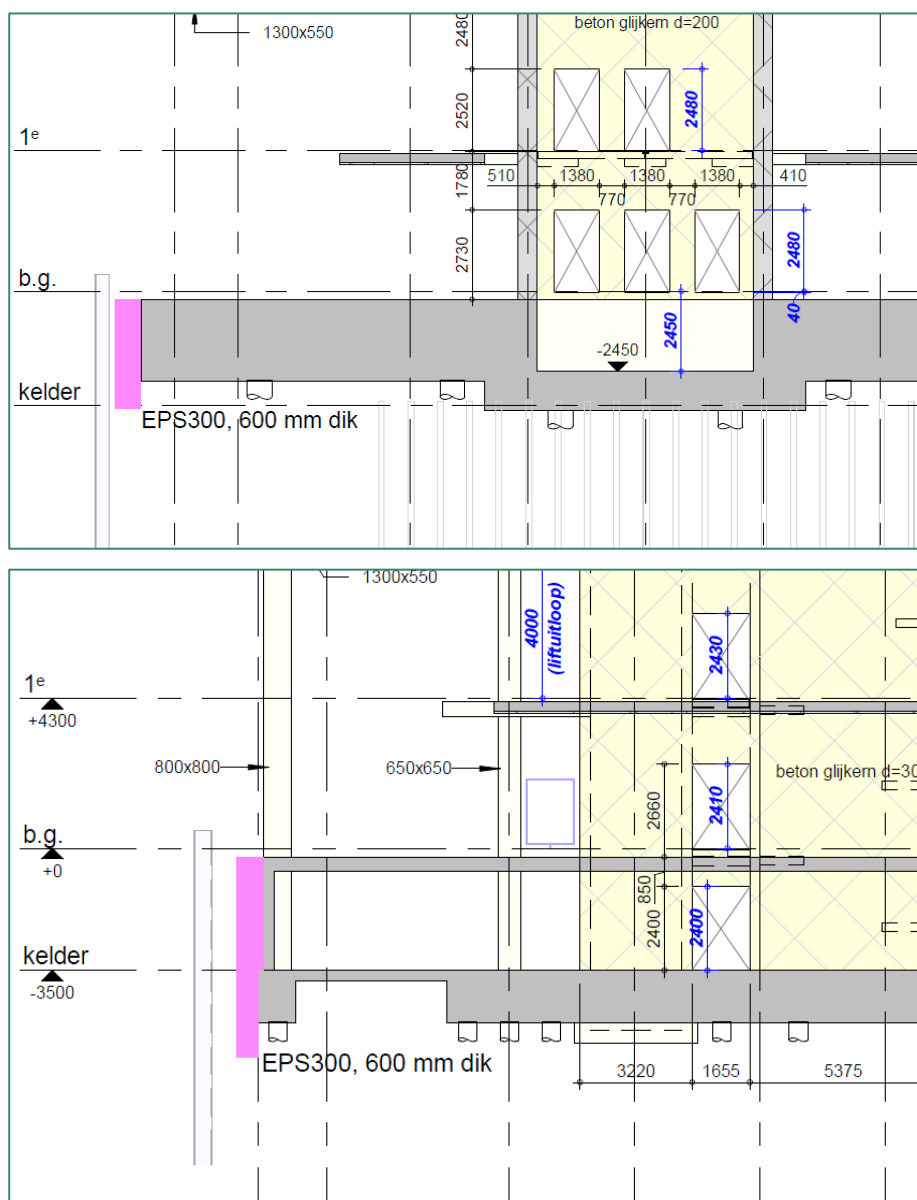 beton glijkern d=200
1300x550
2480
2520
2480
1e
510
1380
1380
1380
410
1780
770
770
2730
2480
b.g.
40
2450
-2450
kelder
EPS300, 600 mm dik
1300x550
4000
(liftuitloop)
2430
1e
+4300
800x800
650x650
beton glijkern d=30
2660
2410
b.g.
+0
850
2400
2400
kelder
-3500
EPS300, 600 mm dik
3220
1655
5375